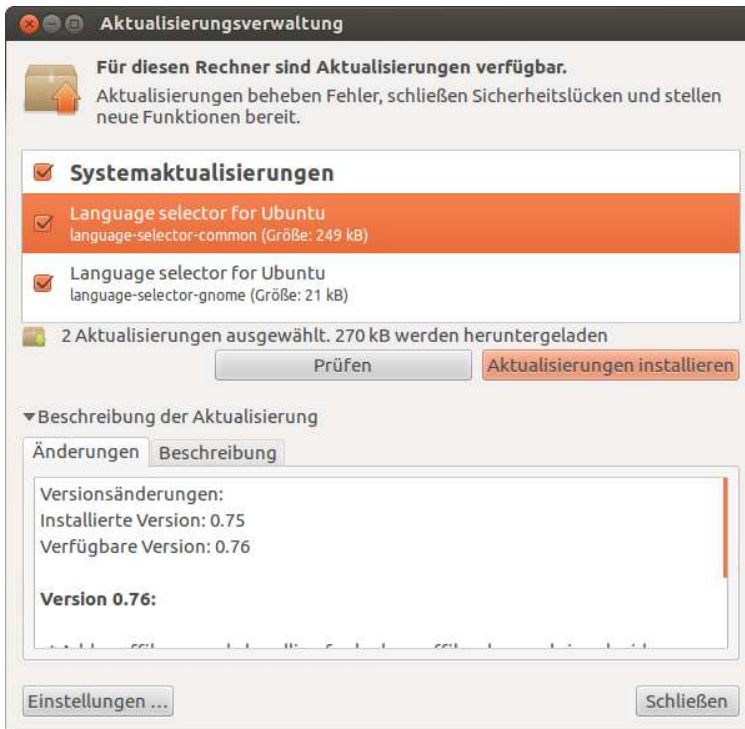 Aktualisierungsverwaltung
Für diesen Rechner sind Aktualisierungen verfügbar.
Aktualisierungen beheben Fehler, schließen Sicherheitslücken und stellen
neue Funktionen bereit.
Systemaktualisierungen
Language selector for Ubuntu
language-selector-common (Größe: 249 kB)
Language selector for Ubuntu
language-selector-gnome (Größe: 21 kB)
2 Aktualisierungen ausgewählt. 270 kB werden heruntergeladen
Prüfen
Aktualisierungen installieren
Beschreibung der Aktualisierung
Änderungen
Beschreibung
Versionsänderungen:
Installierte Version: 0.75
Verfügbare Version: 0.76
Version 0.76:
Einstellungen ...
Schließen